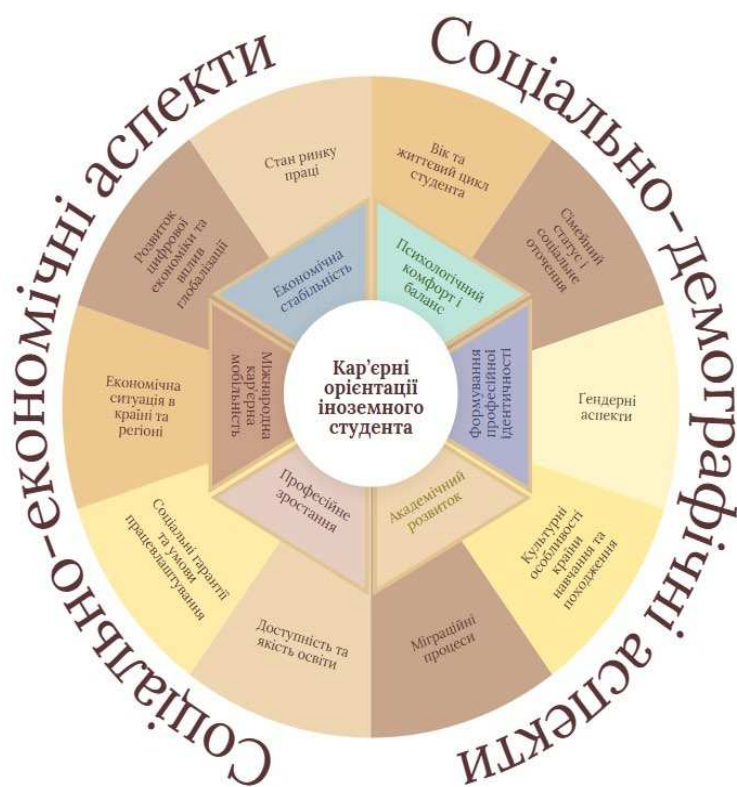 Соціально-економічні аспекти
Соціально-демографічні аспекти
Стан ринку
праці
Вік та
життєвий цикл
студента
Розвиток
цифрової
економіки та
вплив
глобалізації
Сімейний
статус і
соціальне
оточення
Економічна
стабільність
Психологічний
комфорт і
баланс
Економічна
ситуація в
країні та
регіоні
Міжнародна
кар'єрна
мобільність
Кар’єрні
орієнтації
іноземного
студента
Формування
професійної
ідентичності
Гендерні
аспекти
Професійне
зростання
Академічний
розвиток
Соціальні гарантії
та умови
працевлаштування
Культурні
особливості
країни
навчання та
походження
Доступність та
якість освіти
Міграційні
процеси